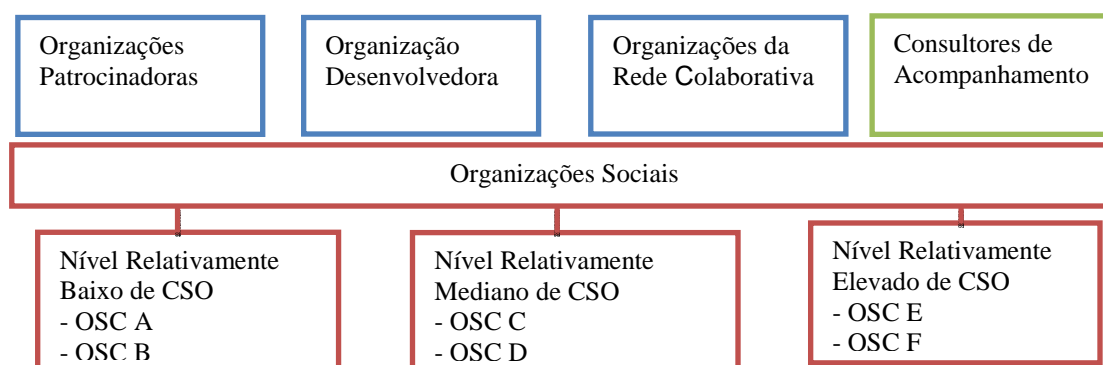 Organizações
Patrocinadoras
Organização
Desenvolvedora
Organizações da
Rede Colaborativa
Consultores de
Acompanhamento
Organizações Sociais
Nível Relativamente
Baixo de CSO
- OSC A
- OSC B
Nível Relativamente
Mediano de CSO
- OSC C
- OSC D
Nível Relativamente
Elevado de CSO
- OSC E
- OSC F